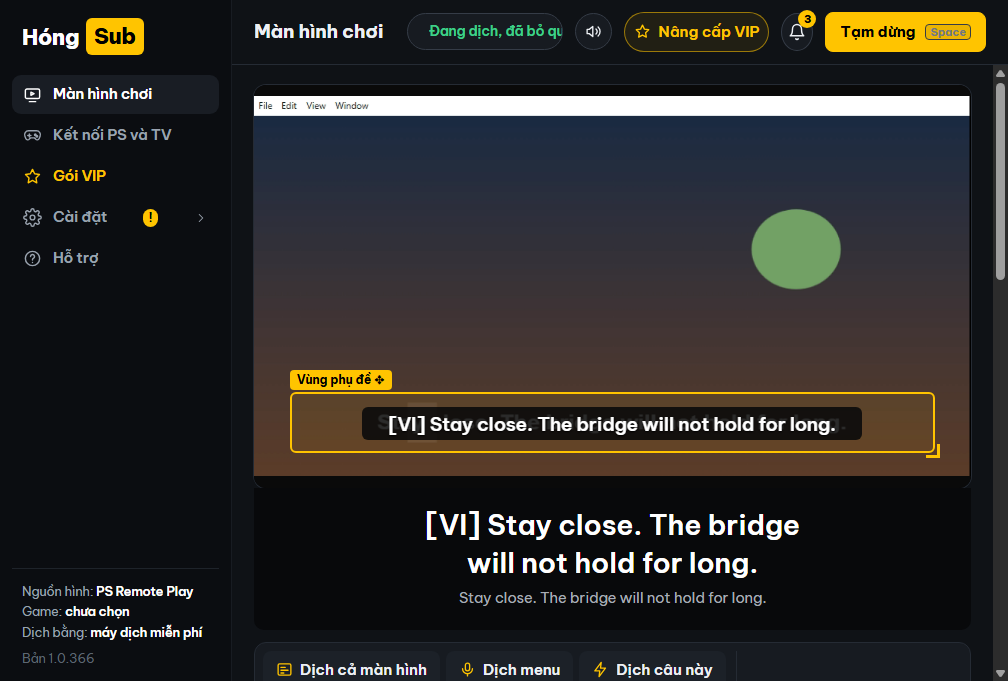 Hóng Sub
Màn hình chơi
Kết nối PS và TV
Gói VIP
Cài đặt !
Hỗ trợ
Nguồn hình: PS Remote Play
Game: chưa chọn
Dịch bằng: máy dịch miễn phí
Bản 1.0.366
Màn hình chơi
Đang dịch, đã bỏ qu
Nâng cấp VIP
3
Tạm dừng Space
File Edit View Window
Vùng phụ đề
[VI] Stay close. The bridge will not hold for long.
[VI] Stay close. The bridge
will not hold for long.
Stay close. The bridge will not hold for long.
Dịch cả màn hình
Dịch menu
Dịch câu này